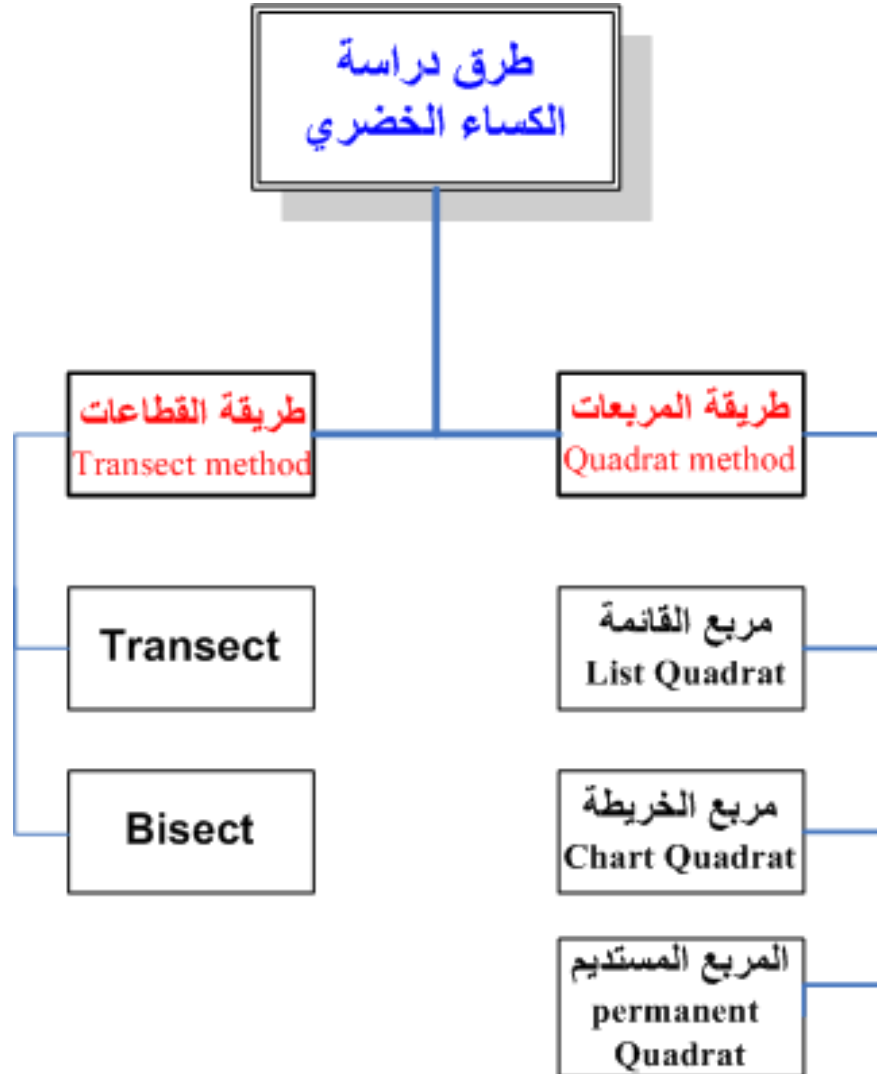 طرق دراسة
الكساء الخضري
طريقة المربعات
Quadrat method
طريقة القطاعات
Transect method
مربع القائمة
List Quadrat
Transect
مربع الخريطة
Chart Quadrat
Bisect
المربع المستديم
permanent
Quadrat